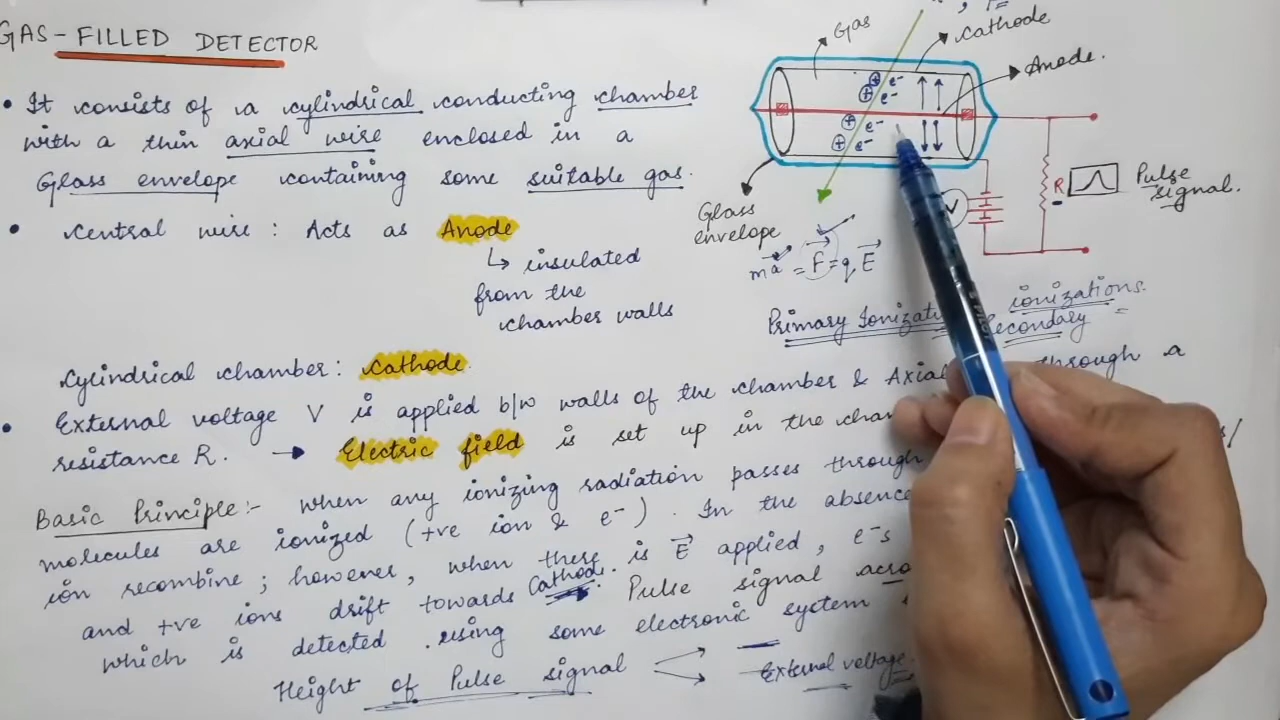 GAS-FILLED DETECTOR
• It consists of a cylindrical conducting chamber
with a thin axial wire enclosed in a
Glass envelope containing some suitable gas.
• Central wire : Acts as Anode
↳ insulated
from the
chamber walls
Cylindrical chamber : Cathode.
• External voltage V is applied b/w walls of the chamber & Axial through a
resistance R. → Electric field is set up in the
Basic Principle :- When any ionizing radiation passes through
molecules are ionized (+ve ion & e⁻). In the absence
ion recombine ; however, when there is E⃗ applied, e⁻s
and +ve ions drift towards Cathode. Pulse signal
which is detected using some electronic system
Height of Pulse signal
External voltage.
Gas
Cathode
Anode.
⊕ e⁻
⊕ e⁻
⊕ e⁻
⊕ e⁻
Glass
envelope
V
R
Pulse
signal.
ma⃗ = F⃗ = qE⃗
Primary ionizations.
Secondary